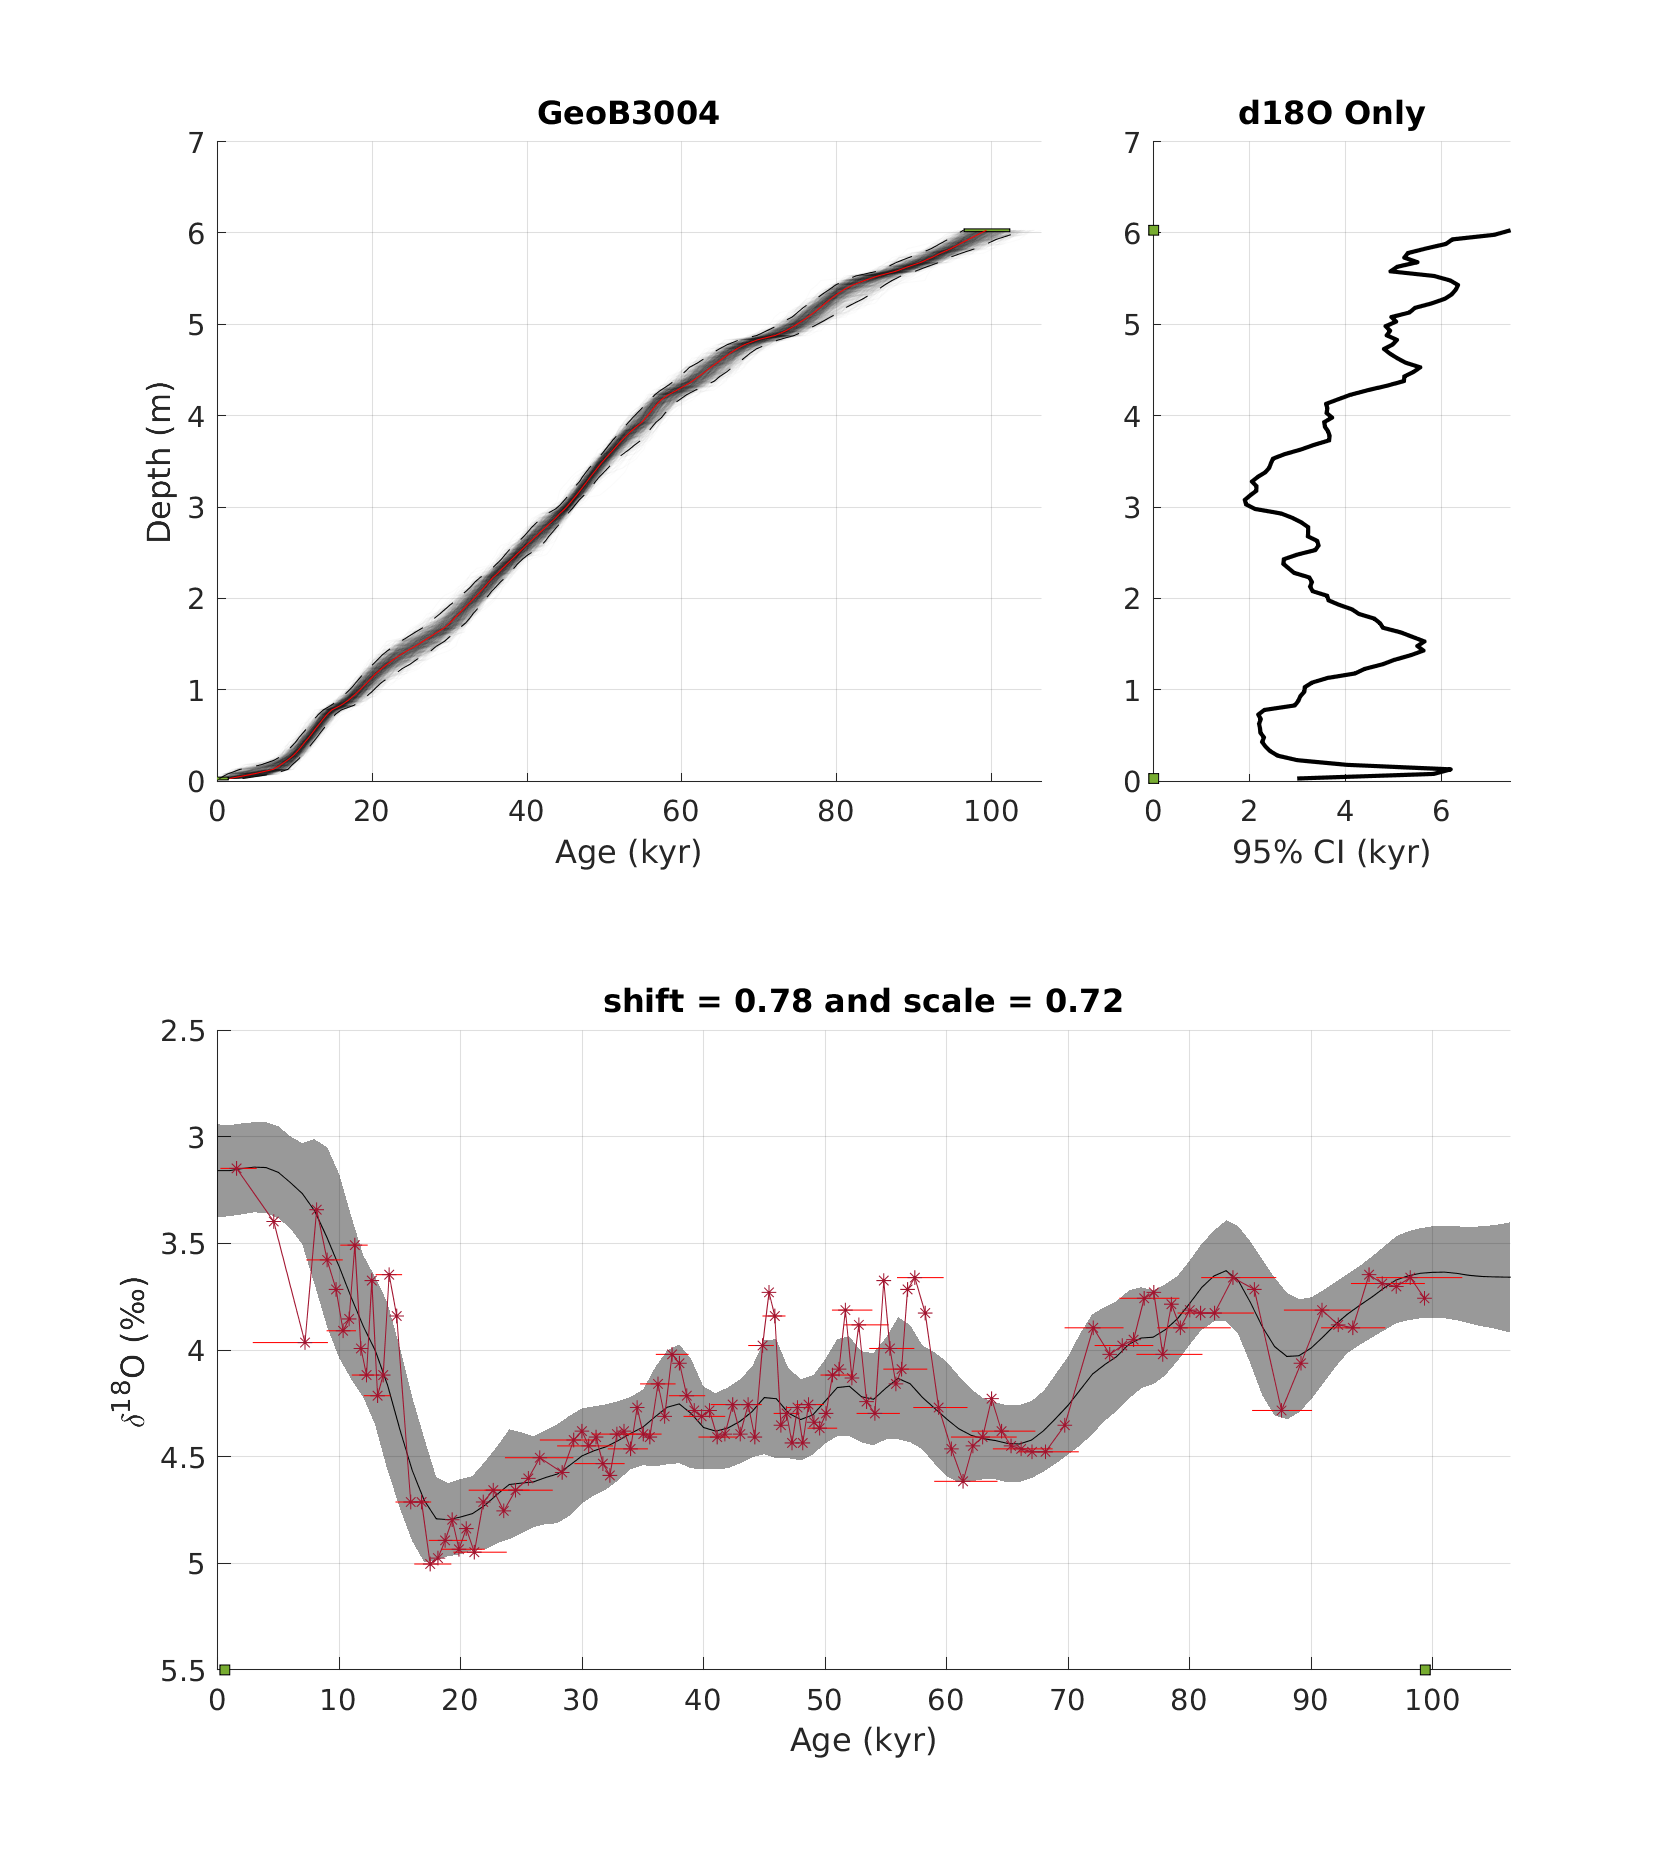 GeoB3004
7
6
5
4
3
2
1
0
0 20 40 60 80 100
Depth (m)
Age (kyr)
d18O Only
7
6
5
4
3
2
1
0
0 2 4 6
95% CI (kyr)
shift = 0.78 and scale = 0.72
2.5
3
3.5
4
4.5
5
5.5
0 10 20 30 40 50 60 70 80 90 100
δ¹⁸O (‰)
Age (kyr)